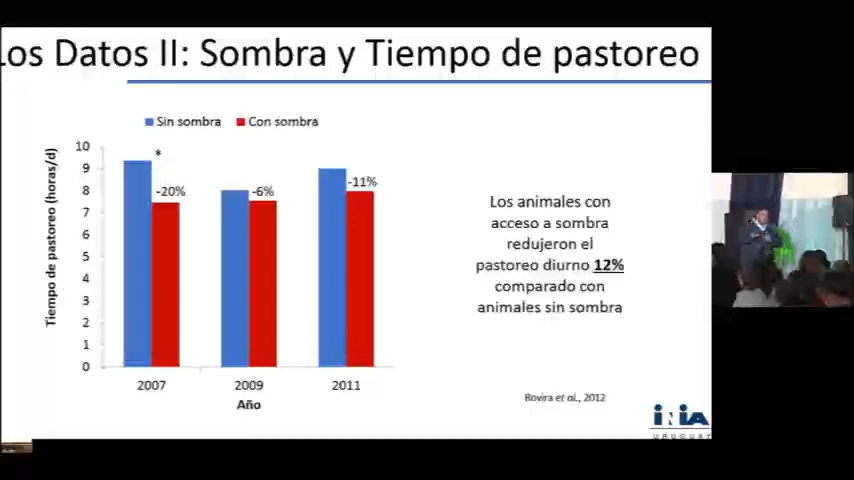 os Datos II: Sombra y Tiempo de pastoreo
Sin sombra
Con sombra
Tiempo de pastoreo (horas/d)
10
9
8
7
6
5
4
3
2
1
0
*
-20%
-6%
-11%
2007
2009
2011
Año
Los animales con
acceso a sombra
redujeron el
pastoreo diurno 12%
comparado con
animales sin sombra
Rovira et al., 2012
INIA
URUGUAY